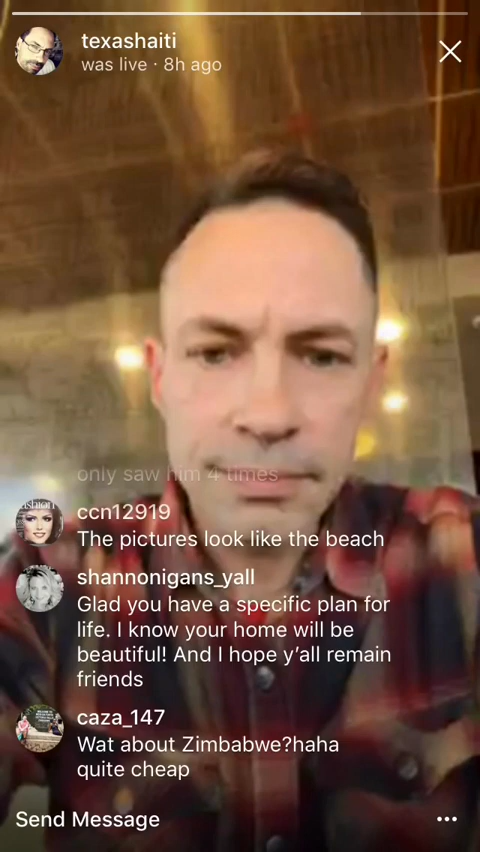 texashaiti
was live · 8h ago
only saw him 4 times
ccn12919
The pictures look like the beach
shannonigans_yall
Glad you have a specific plan for
life. I know your home will be
beautiful! And I hope y’all remain
friends
caza_147
Wat about Zimbabwe?haha
quite cheap
Send Message